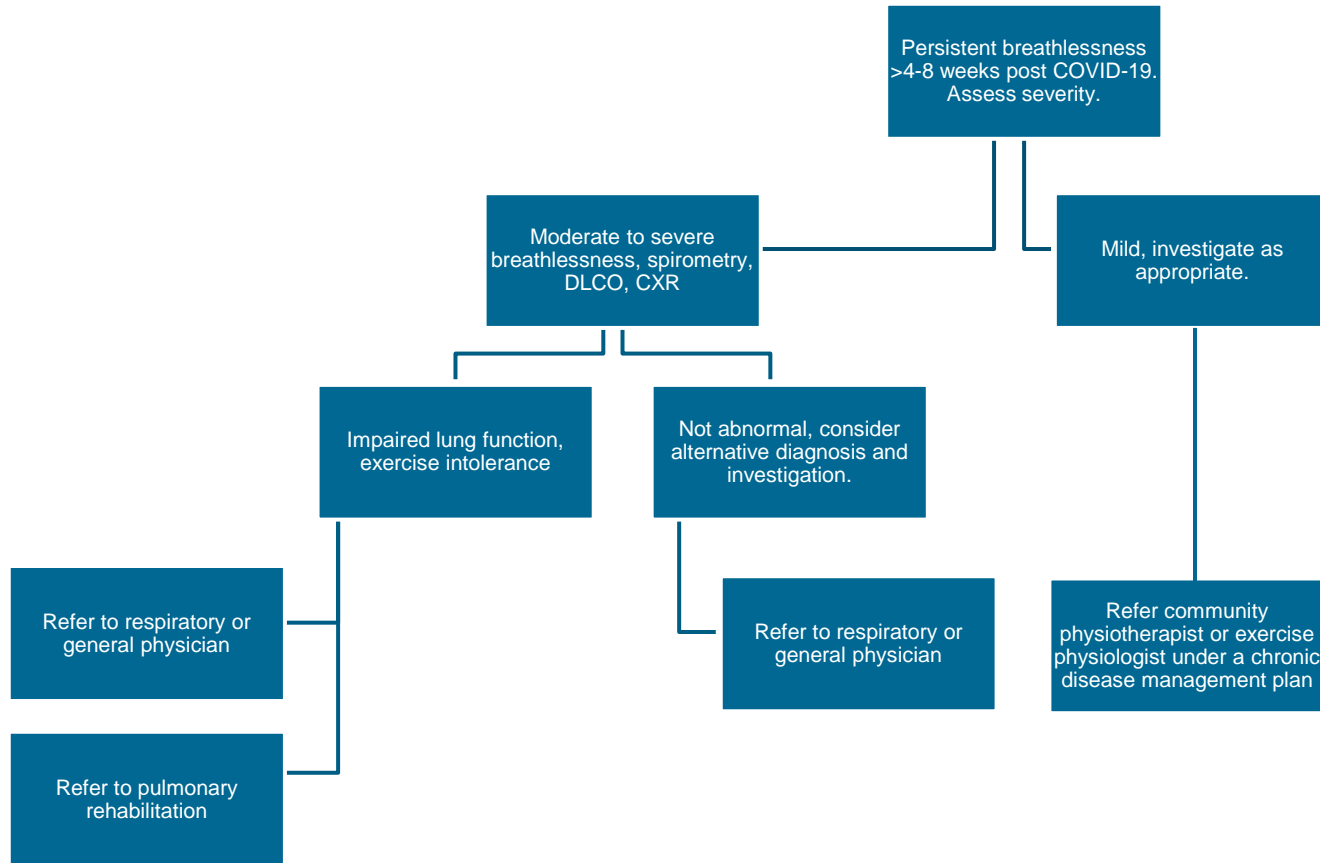 Persistent breathlessness
>4-8 weeks post COVID-19.
Assess severity.
Moderate to severe
breathlessness, spirometry,
DLCO, CXR
Mild, investigate as
appropriate.
Impaired lung function,
exercise intolerance
Not abnormal, consider
alternative diagnosis and
investigation.
Refer to respiratory or
general physician
Refer to respiratory or
general physician
Refer community
physiotherapist or exercise
physiologist under a chronic
disease management plan
Refer to pulmonary
rehabilitation